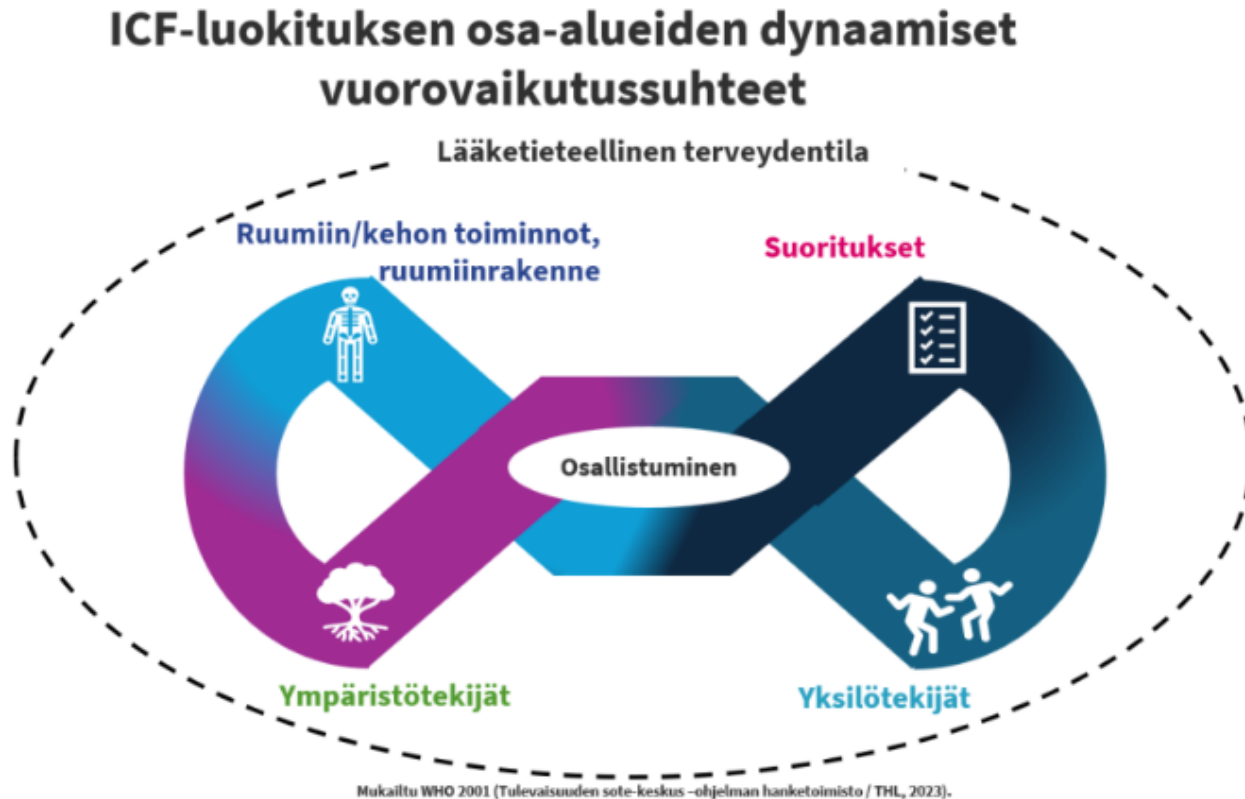 ICF-luokituksen osa-alueiden dynaamiset
vuorovaikutussuhteet
Lääketieteellinen terveydentila
Ruumiin/kehon toiminnot,
ruumiinrakenne
Suoritukset
Osallistuminen
Ympäristötekijät
Yksilötekijät
Mukailtu WHO 2001 (Tulevaisuuden sote-keskus –ohjelman hanketoimisto / THL, 2023).